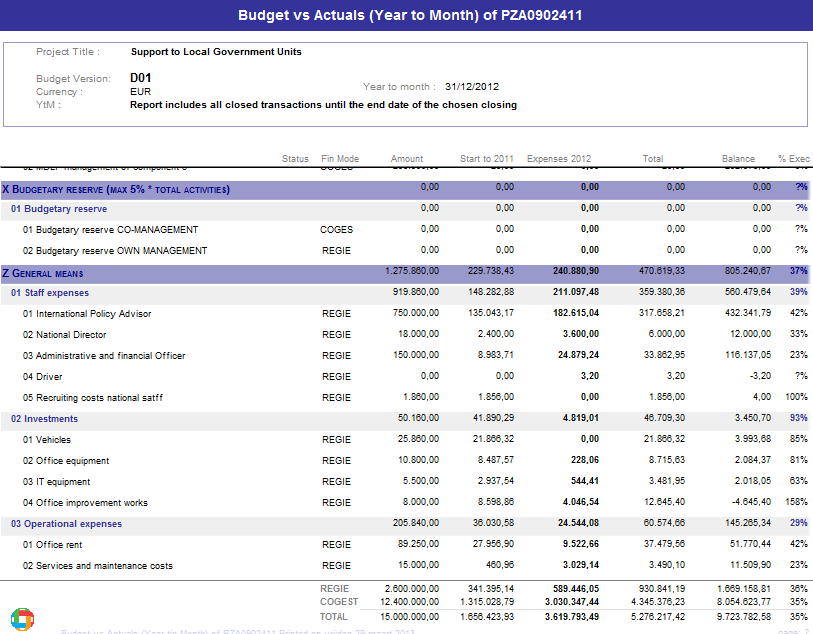 Budget vs Actuals (Year to Month) of PZA0902411
Project Title : Support to Local Government Units
Budget Version: D01
Year to month : 31/12/2012
Currency : EUR
YtM : Report includes all closed transactions until the end date of the chosen closing
Status Fin Mode Amount Start to 2011 Expenses 2012 Total Balance % Exec
X BUDGETARY RESERVE (MAX 5% * TOTAL ACTIVITIES) 0,00 0,00 0,00 0,00 0,00 ?%
01 Budgetary reserve 0,00 0,00 0,00 0,00 0,00 ?%
01 Budgetary reserve CO-MANAGEMENT COGES 0,00 0,00 0,00 0,00 0,00 ?%
02 Budgetary reserve OWN MANAGEMENT REGIE 0,00 0,00 0,00 0,00 0,00 ?%
Z GENERAL MEANS 1.275.860,00 229.738,43 240.880,90 470.619,33 805.240,67 37%
01 Staff expenses 919.860,00 148.282,88 211.097,48 359.380,36 560.479,64 39%
01 International Policy Advisor REGIE 750.000,00 135.043,17 182.615,04 317.658,21 432.341,79 42%
02 National Director REGIE 18.000,00 2.400,00 3.600,00 6.000,00 12.000,00 33%
03 Administrative and financial Officer REGIE 150.000,00 8.983,71 24.879,24 33.862,95 116.137,05 23%
04 Driver REGIE 0,00 0,00 3,20 3,20 -3,20 ?%
05 Recruiting costs national satff REGIE 1.860,00 1.856,00 0,00 1.856,00 4,00 100%
02 Investments 50.160,00 41.890,29 4.819,01 46.709,30 3.450,70 93%
01 Vehicles REGIE 25.860,00 21.866,32 0,00 21.866,32 3.993,68 85%
02 Office equipment REGIE 10.800,00 8.487,57 228,06 8.715,63 2.084,37 81%
03 IT equipment REGIE 5.500,00 2.937,54 544,41 3.481,95 2.018,05 63%
04 Office improvement works REGIE 8.000,00 8.598,86 4.046,54 12.645,40 -4.645,40 158%
03 Operational expenses 205.840,00 36.030,58 24.544,08 60.574,66 145.265,34 29%
01 Office rent REGIE 89.250,00 27.956,90 9.522,66 37.479,56 51.770,44 42%
02 Services and maintenance costs REGIE 15.000,00 460,96 3.029,14 3.490,10 11.509,90 23%
REGIE 2.600.000,00 341.395,14 589.446,05 930.841,19 1.669.158,81 36%
COGEST 12.400.000,00 1.315.028,79 3.030.347,44 4.345.376,23 8.054.623,77 35%
TOTAL 15.000.000,00 1.656.423,93 3.619.793,49 5.276.217,42 9.723.782,58 35%